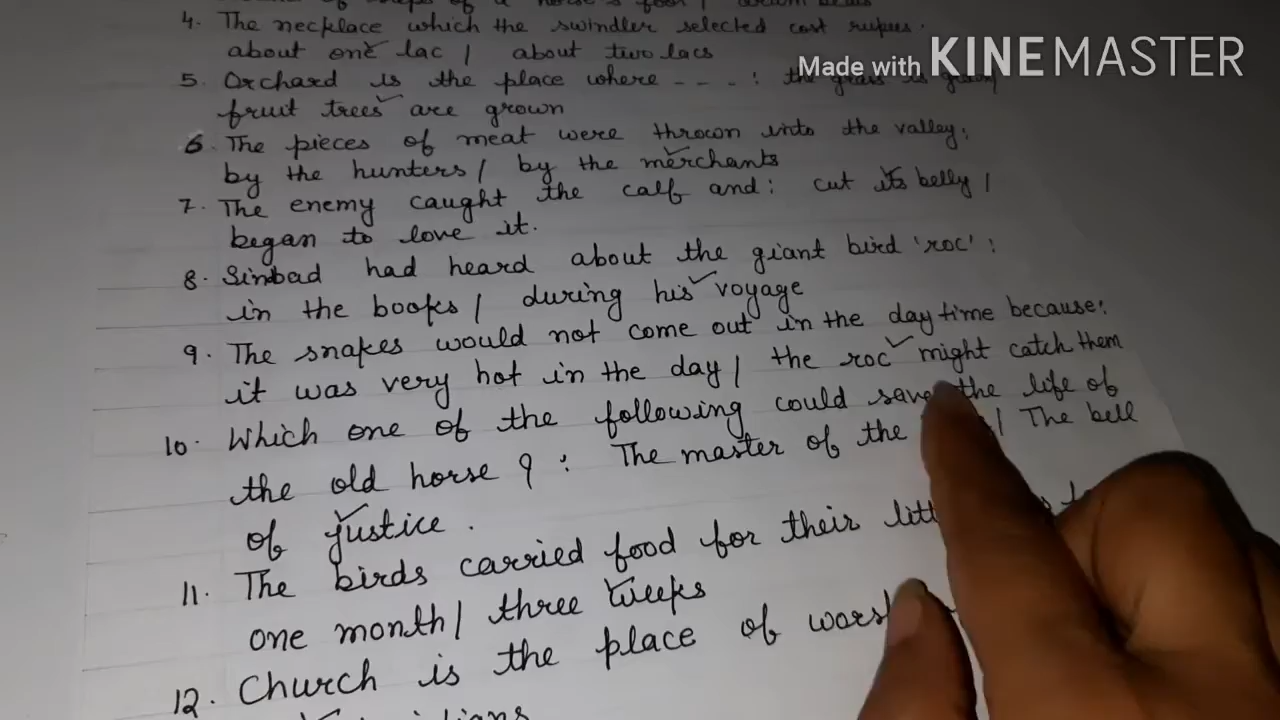 4. The necklace which the swindler selected cost rupees.
about one lac / about two lacs
Made with KINEMASTER
5. Orchard is the place where - - - . : the grass is grown
fruit trees are grown
6. The pieces of meat were thrown into the valley:
by the hunters / by the merchants
7. The enemy caught the calf and: cut its belly /
began to love it.
8. Sinbad had heard about the giant bird 'roc' :
in the books / during his voyage
9. The snakes would not come out in the day time because:
it was very hot in the day / the roc might catch them
10. Which one of the following could save the life of
the old horse ? : The master of the / The bell
of justice.
11. The birds carried food for their
one month / three weeks
12. Church is the place of